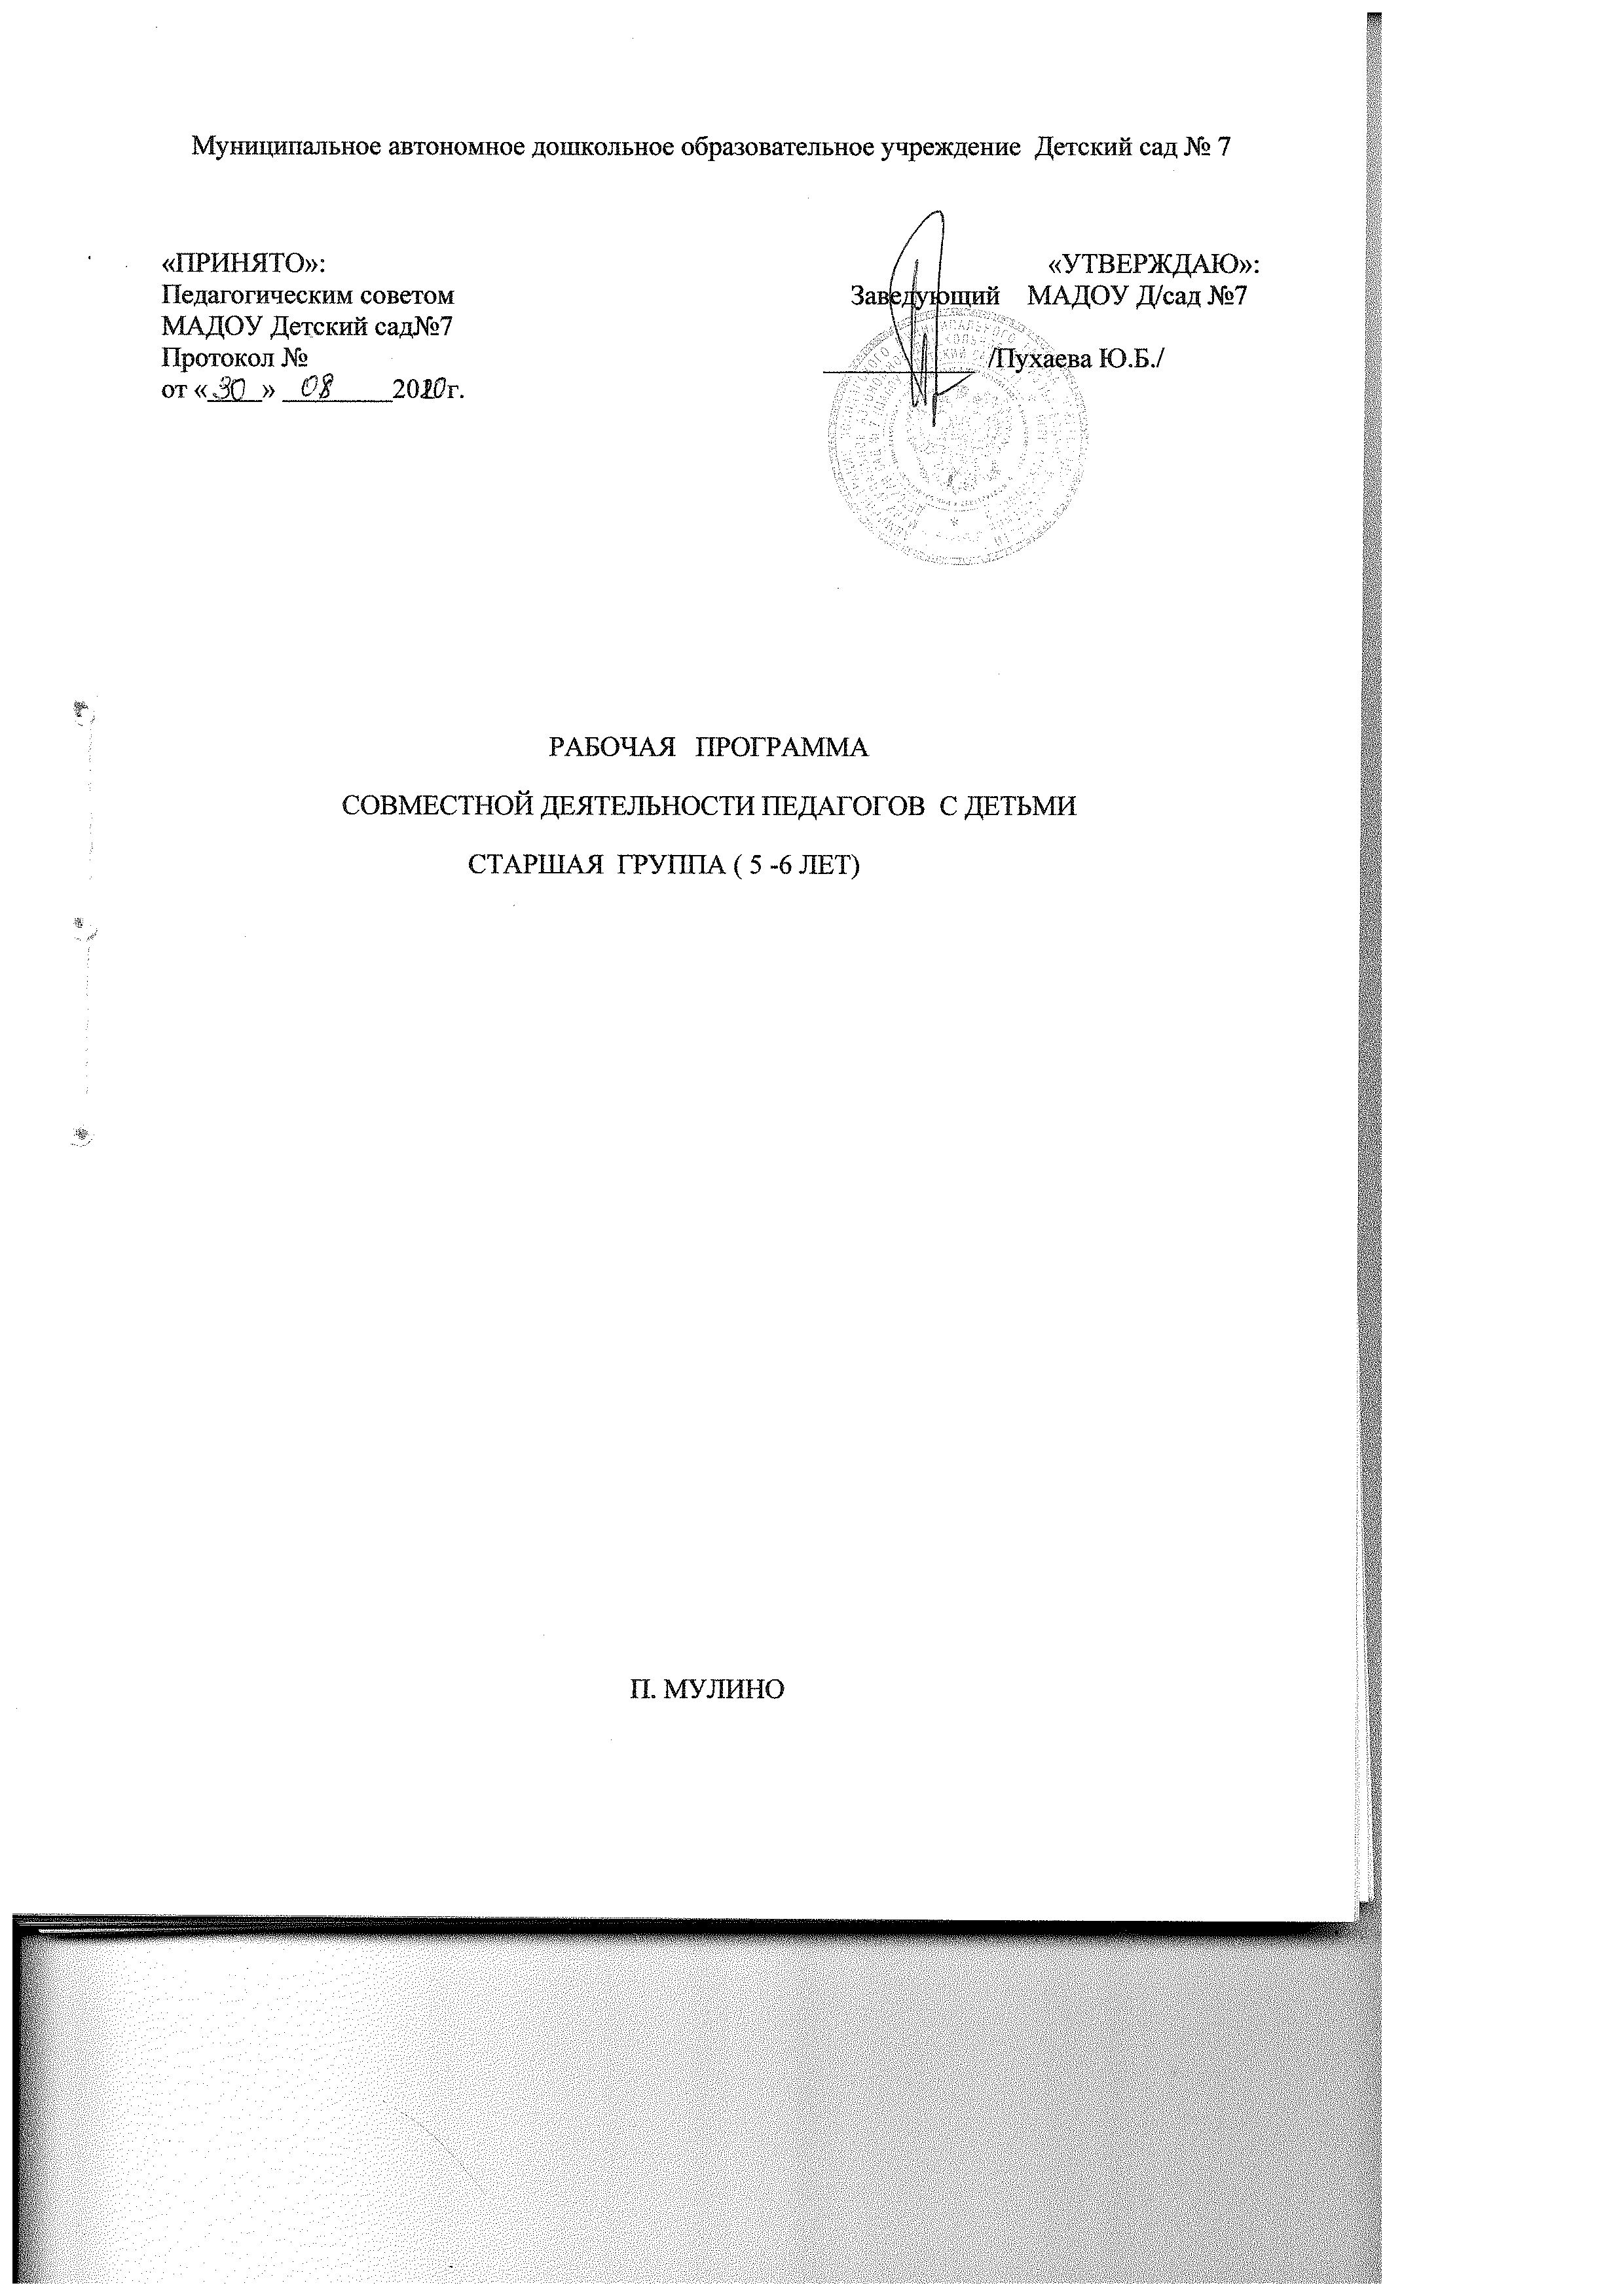 Муниципальное автономное дошкольное образовательное учреждение Детский сад № 7
«ПРИНЯТО»:
Педагогическим советом
МАДОУ Детский сад№7
Протокол №
от «30» 08 2020г.
«УТВЕРЖДАЮ»:
Заведующий МАДОУ Д/сад №7
/Пухаева Ю.Б./
РАБОЧАЯ ПРОГРАММА
СОВМЕСТНОЙ ДЕЯТЕЛЬНОСТИ ПЕДАГОГОВ С ДЕТЬМИ
СТАРШАЯ ГРУППА ( 5 -6 ЛЕТ)
П. МУЛИНО